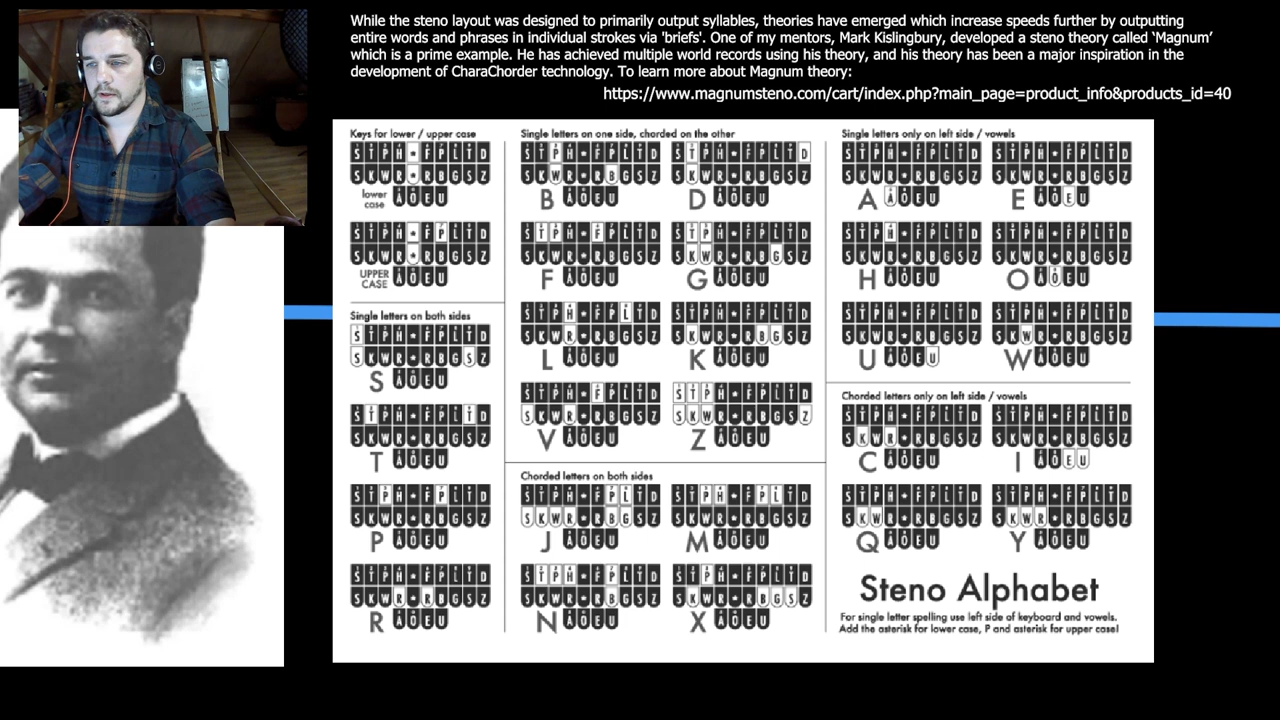 While the steno layout was designed to primarily output syllables, theories have emerged which increase speeds further by outputting
entire words and phrases in individual strokes via 'briefs'. One of my mentors, Mark Kislingbury, developed a steno theory called 'Magnum'
which is a prime example. He has achieved multiple world records using his theory, and his theory has been a major inspiration in the
development of CharaChorder technology. To learn more about Magnum theory:
https://www.magnumsteno.com/cart/index.php?main_page=product_info&products_id=40
Keys for lower / upper case
S T P H * F P L T D
S K W R * R B G S Z
lower
case
A O E U
S T P H * F P L T D
S K W R * R B G S Z
UPPER
CASE
A O E U
Single letters on both sides
S T P H * F P L T D
S K W R * R B G S Z
S A O E U
S T P H * F P L T D
S K W R * R B G S Z
T A O E U
S T P H * F P L T D
S K W R * R B G S Z
P A O E U
S T P H * F P L T D
S K W R * R B G S Z
R A O E U
Single letters on one side, chorded on the other
S T P H * F P L T D S T P H * F P L T D
S K W R * R B G S Z S K W R * R B G S Z
B A O E U D A O E U
S T P H * F P L T D S T P H * F P L T D
S K W R * R B G S Z S K W R * R B G S Z
F A O E U G A O E U
S T P H * F P L T D S T P H * F P L T D
S K W R * R B G S Z S K W R * R B G S Z
L A O E U K A O E U
S T P H * F P L T D S T P H * F P L T D
S K W R * R B G S Z S K W R * R B G S Z
V A O E U Z A O E U
Chorded letters on both sides
S T P H * F P L T D S T P H * F P L T D
S K W R * R B G S Z S K W R * R B G S Z
J A O E U M A O E U
S T P H * F P L T D S T P H * F P L T D
S K W R * R B G S Z S K W R * R B G S Z
N A O E U X A O E U
Single letters only on left side / vowels
S T P H * F P L T D S T P H * F P L T D
S K W R * R B G S Z S K W R * R B G S Z
A A O E U E A O E U
S T P H * F P L T D S T P H * F P L T D
S K W R * R B G S Z S K W R * R B G S Z
H A O E U O A O E U
S T P H * F P L T D S T P H * F P L T D
S K W R * R B G S Z S K W R * R B G S Z
U A O E U W A O E U
Chorded letters only on left side / vowels
S T P H * F P L T D S T P H * F P L T D
S K W R * R B G S Z S K W R * R B G S Z
C A O E U I A O E U
S T P H * F P L T D S T P H * F P L T D
S K W R * R B G S Z S K W R * R B G S Z
Q A O E U Y A O E U
Steno Alphabet
For single letter spelling use left side of keyboard and vowels.
Add the asterisk for lower case, P and asterisk for upper case!